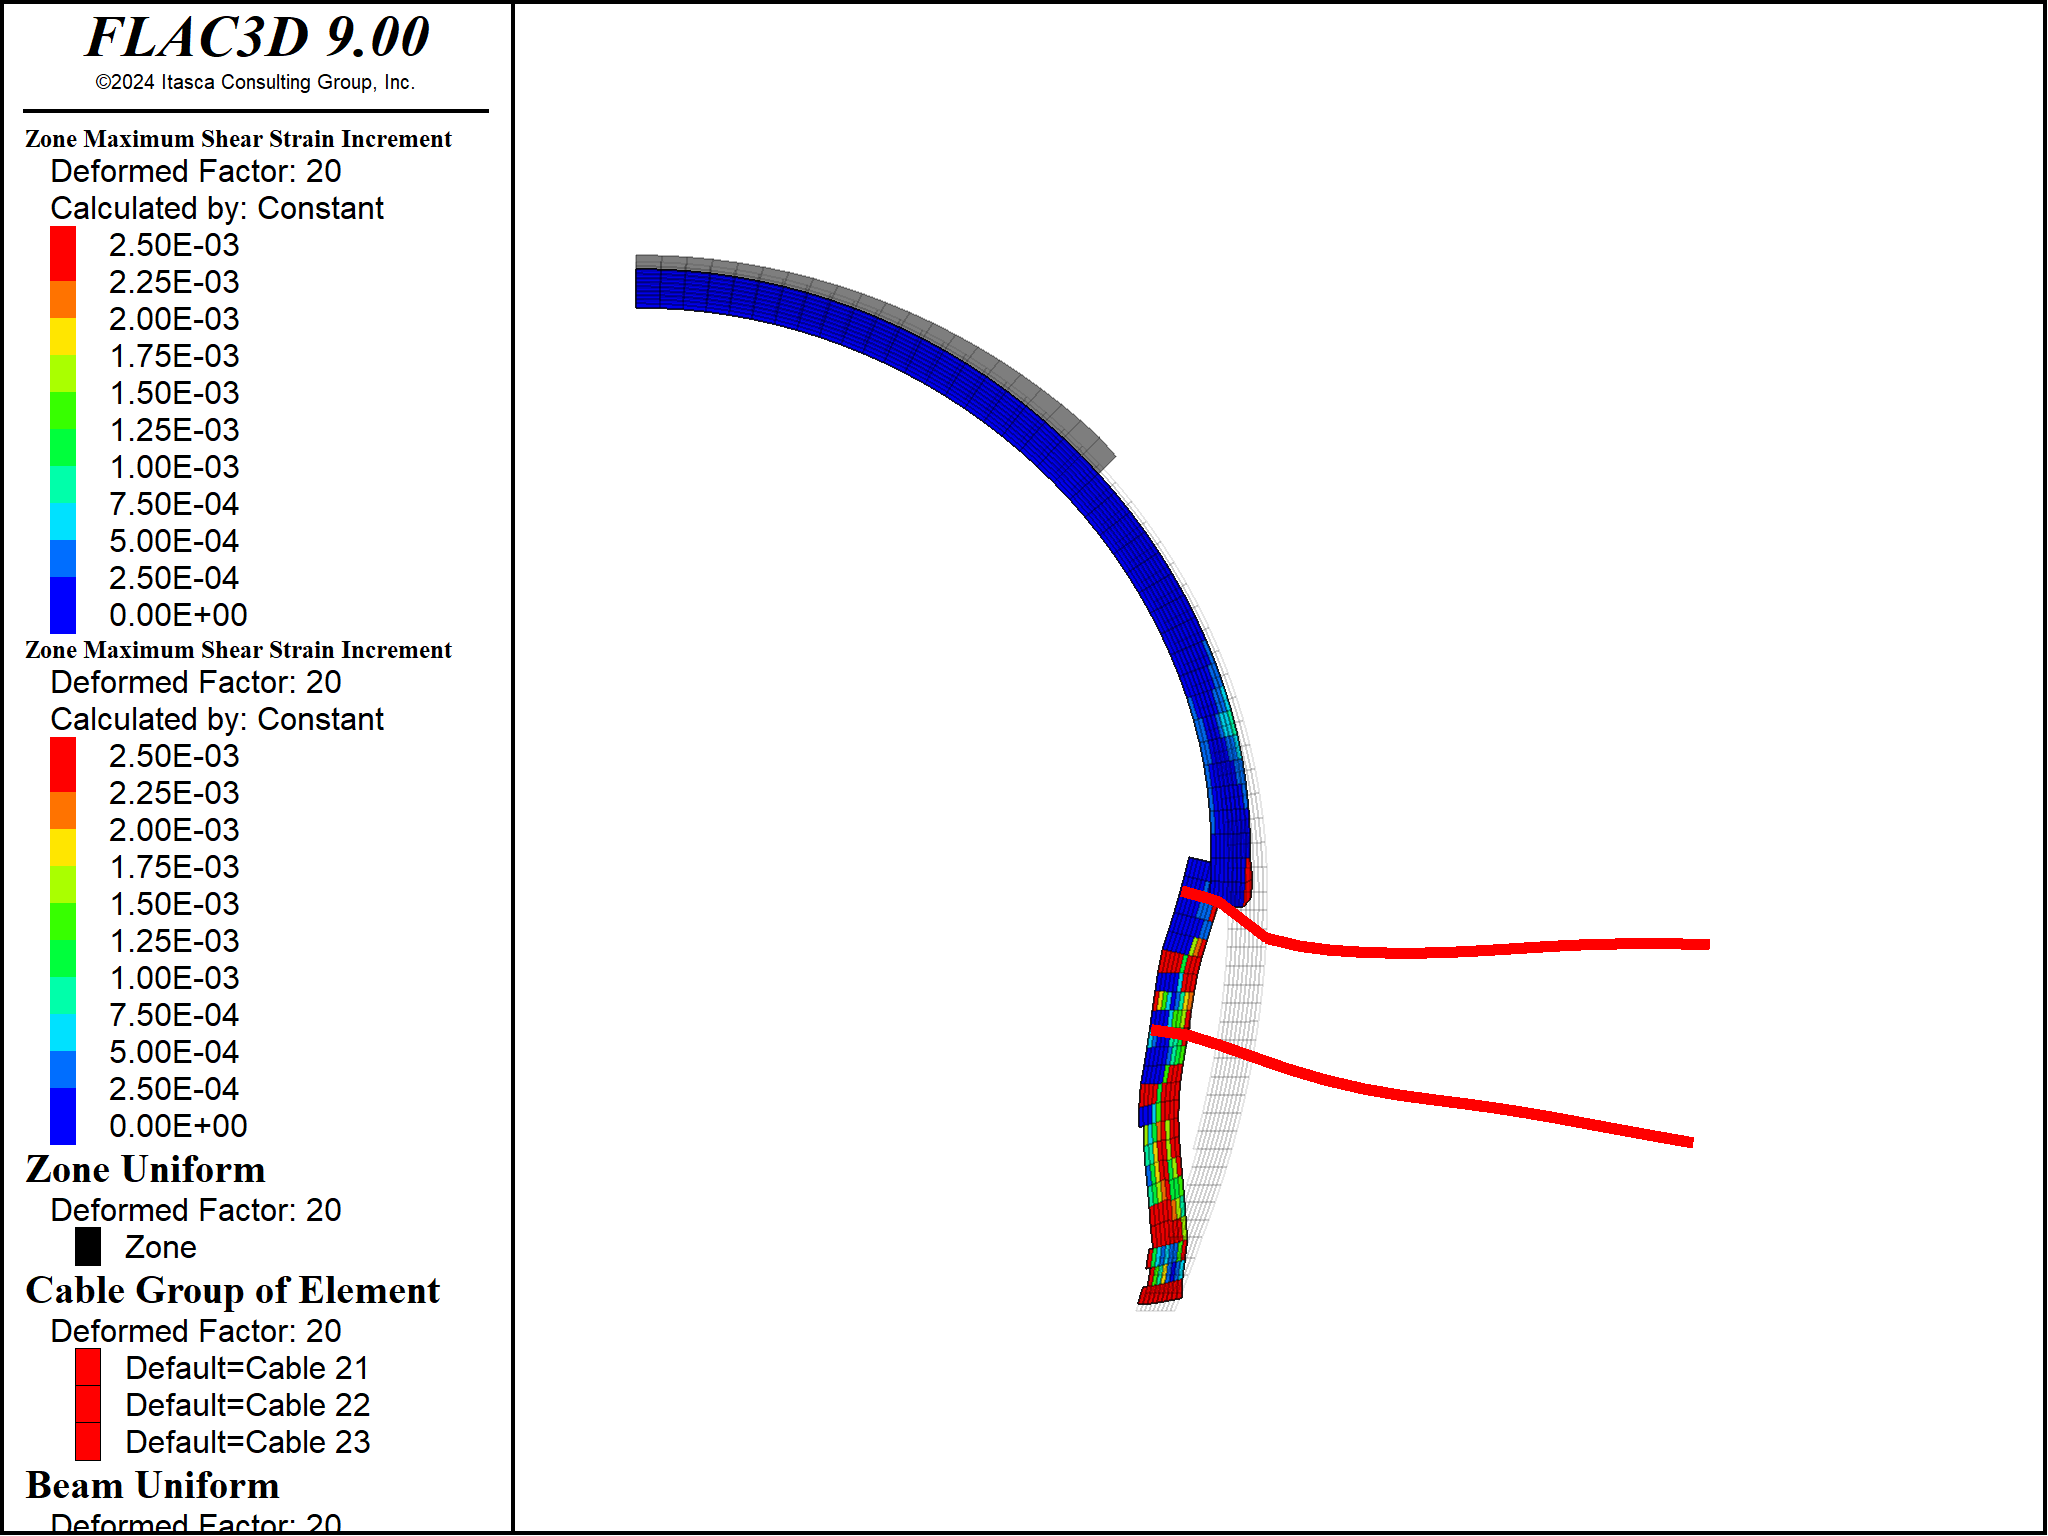 FLAC3D 9.00
©2024 Itasca Consulting Group, Inc.
Zone Maximum Shear Strain Increment
Deformed Factor: 20
Calculated by: Constant
2.50E-03
2.25E-03
2.00E-03
1.75E-03
1.50E-03
1.25E-03
1.00E-03
7.50E-04
5.00E-04
2.50E-04
0.00E+00
Zone Maximum Shear Strain Increment
Deformed Factor: 20
Calculated by: Constant
2.50E-03
2.25E-03
2.00E-03
1.75E-03
1.50E-03
1.25E-03
1.00E-03
7.50E-04
5.00E-04
2.50E-04
0.00E+00
Zone Uniform
Deformed Factor: 20
Zone
Cable Group of Element
Deformed Factor: 20
Default=Cable 21
Default=Cable 22
Default=Cable 23
Beam Uniform
Deformed Factor: 20